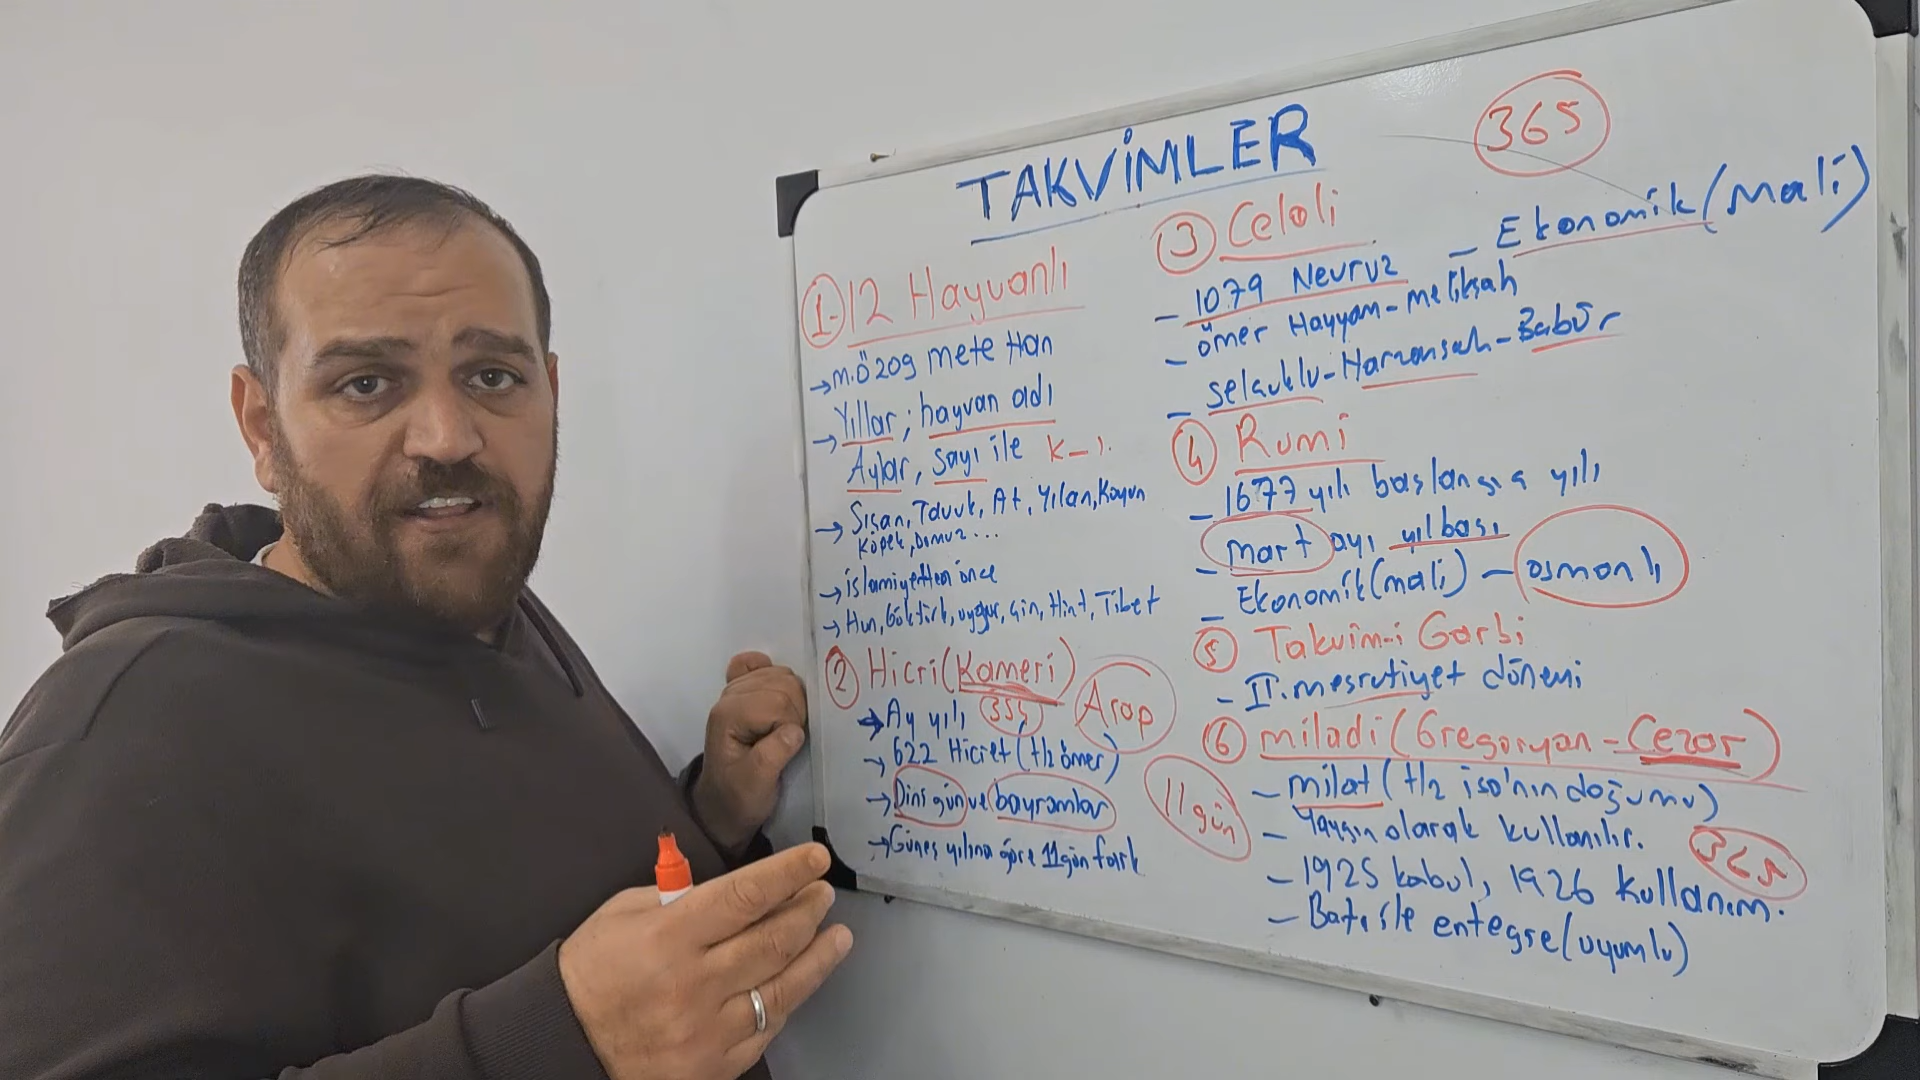 TAKVİMLER
365
1- 12 Hayvanlı
→ M.Ö 209 Mete Han
→ Yıllar; hayvan adı
Aylar, sayı ile K-1.
→ Sıçan, Tavuk, At, Yılan, Koyun
Köpek, Domuz...
→ islamiyetten önce
→ Hun, Göktürk, uygur, Çin, Hint, Tibet
2 Hicri (Kameri)
→ Ay yılı 354 Arap
→ 622 Hicret (Hz ömer)
→ Dini gün ve bayramlar
→ Güneş yılına göre 11 gün fark
11 gün
3 Celali
- Ekonomik (Mali)
- 1079 Nevruz
- Ömer Hayyam - melikşah
- Selçuklu - Harzemşah - Babür
4 Rumi
- 1677 yılı başlangıç yılı
- Mart ayı yılbaşı
- Ekonomik (mali) - osmanlı
5 Takvim-i Garbi
- II. meşrutiyet dönemi
6 Miladi (Gregoryan - Cezar)
- Milat (Hz isa'nın doğumu)
- Yaygın olarak kullanılır.
365
- 1925 kabul, 1926 kullanım.
- Batı ile entegre (uyumlu)